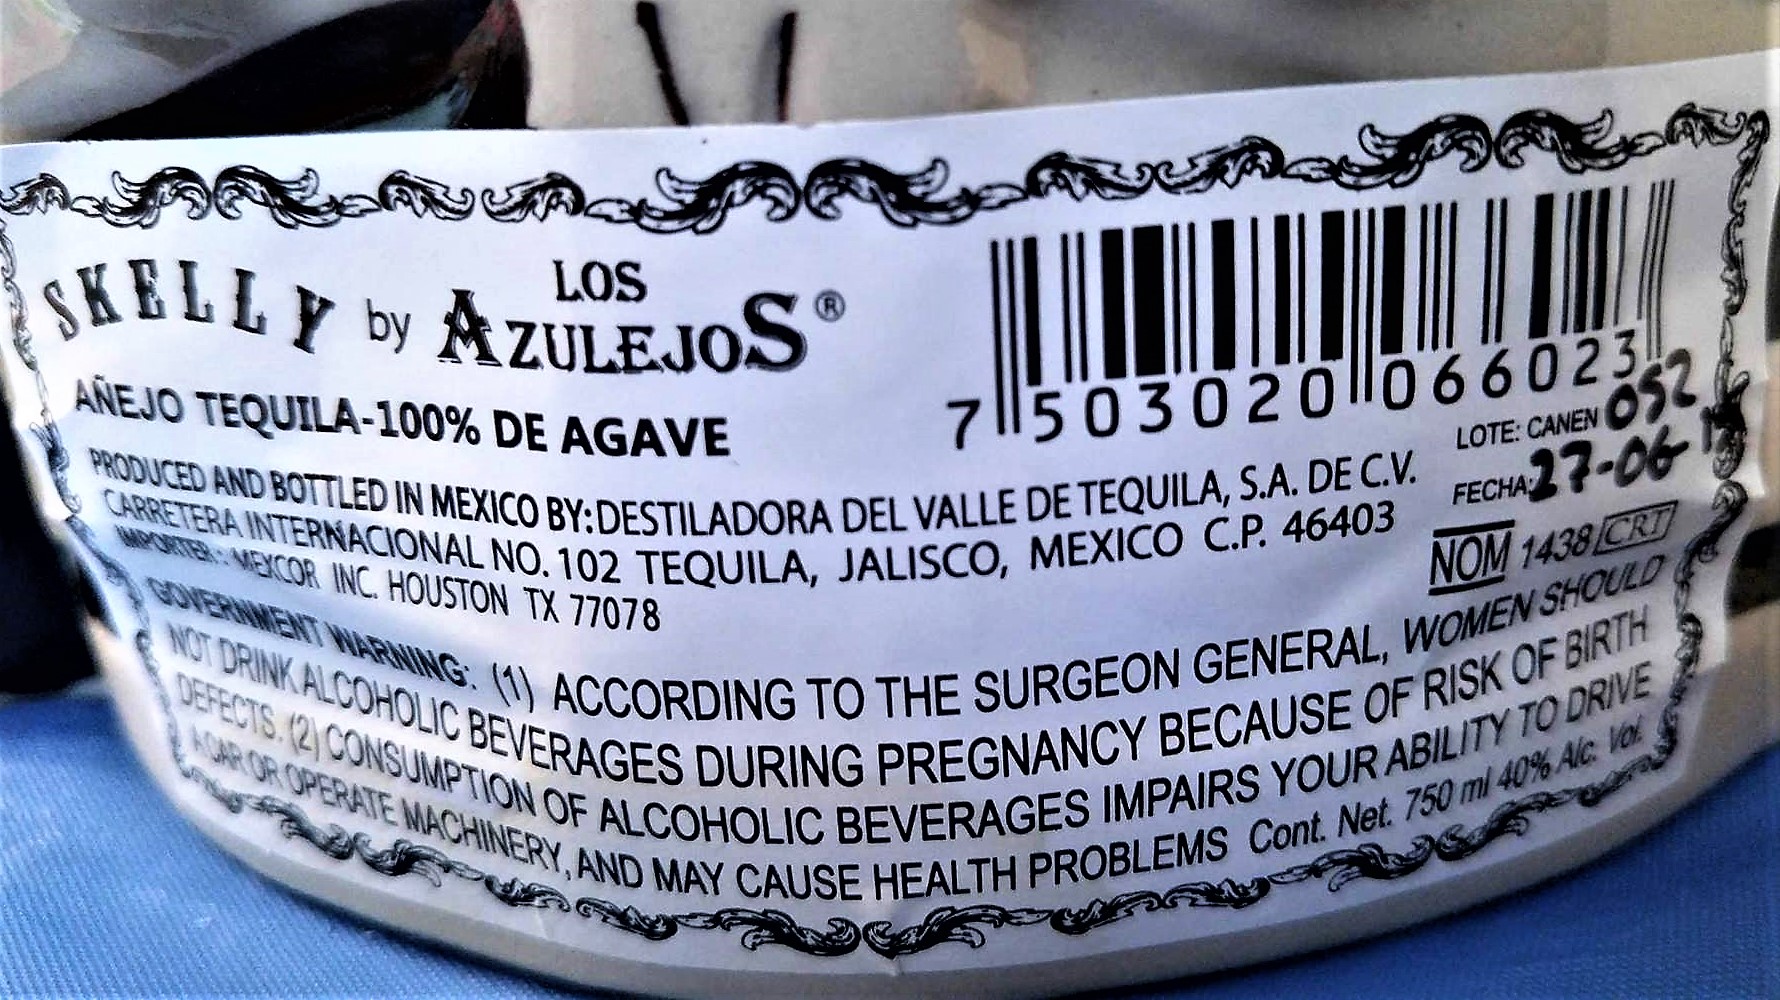 SKELLY by LOS AZULEJOS®
AÑEJO TEQUILA-100% DE AGAVE
7 503020 066023
LOTE: CANEN 052
FECHA: 27-06
PRODUCED AND BOTTLED IN MEXICO BY: DESTILADORA DEL VALLE DE TEQUILA, S.A. DE C.V.
CARRETERA INTERNACIONAL NO. 102 TEQUILA, JALISCO, MEXICO C.P. 46403
IMPORTER: MEXCOR INC. HOUSTON TX 77078
NOM 1438 CRT
GOVERNMENT WARNING: (1) ACCORDING TO THE SURGEON GENERAL, WOMEN SHOULD
NOT DRINK ALCOHOLIC BEVERAGES DURING PREGNANCY BECAUSE OF RISK OF BIRTH
DEFECTS. (2) CONSUMPTION OF ALCOHOLIC BEVERAGES IMPAIRS YOUR ABILITY TO DRIVE
A CAR OR OPERATE MACHINERY, AND MAY CAUSE HEALTH PROBLEMS Cont. Net. 750 ml 40% Alc. Vol.